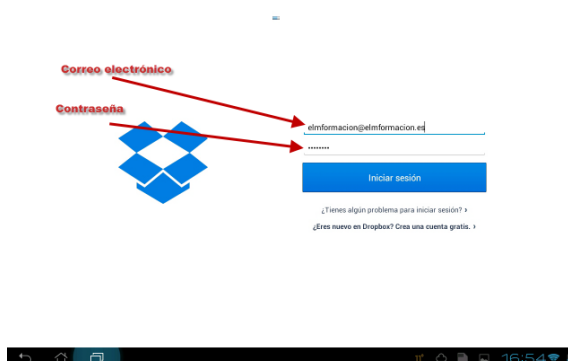 Correo electrónico
Contraseña
elmformacion@elmformacion.es
••••••••
Iniciar sesión
¿Tienes algún problema para iniciar sesión? ›
¿Eres nuevo en Dropbox? Crea una cuenta gratis. ›
16:54